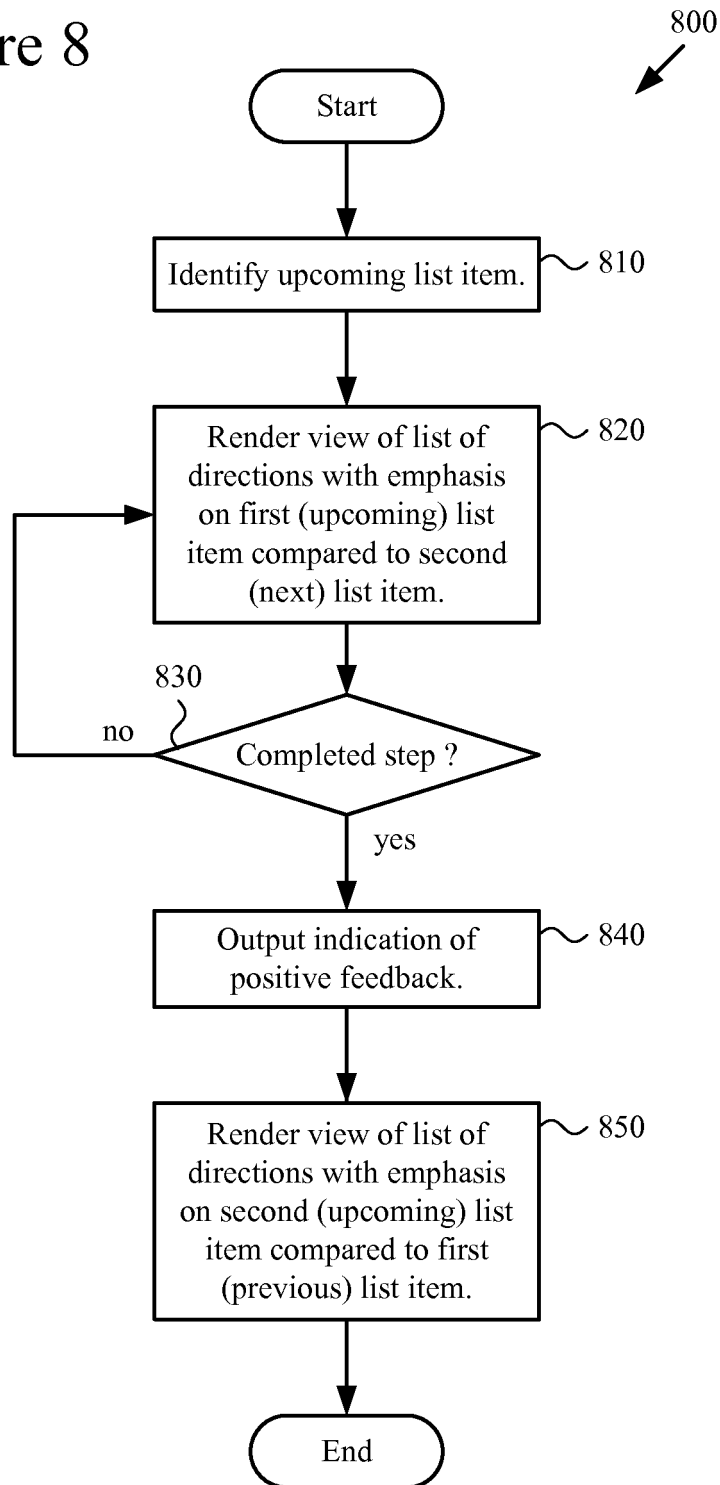 re 8
800
Start
Identify upcoming list item.
810
Render view of list of
directions with emphasis
on first (upcoming) list
item compared to second
(next) list item.
820
830
no
Completed step ?
yes
Output indication of
positive feedback.
840
Render view of list of
directions with emphasis
on second (upcoming) list
item compared to first
(previous) list item.
850
End